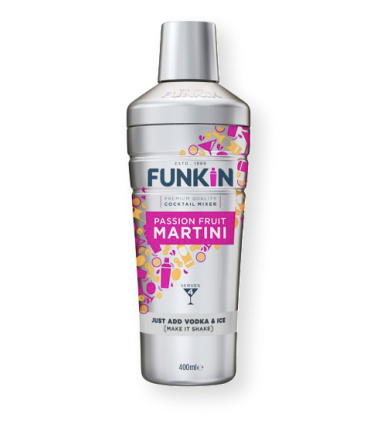 FUNKIN
ESTD. 1999
FUNKIN
PREMIUM QUALITY
COCKTAIL MIXER
PASSION FRUIT
MARTINI
SERVES
4
JUST ADD VODKA & ICE
(MAKE IT SHAKE)
400ml℮